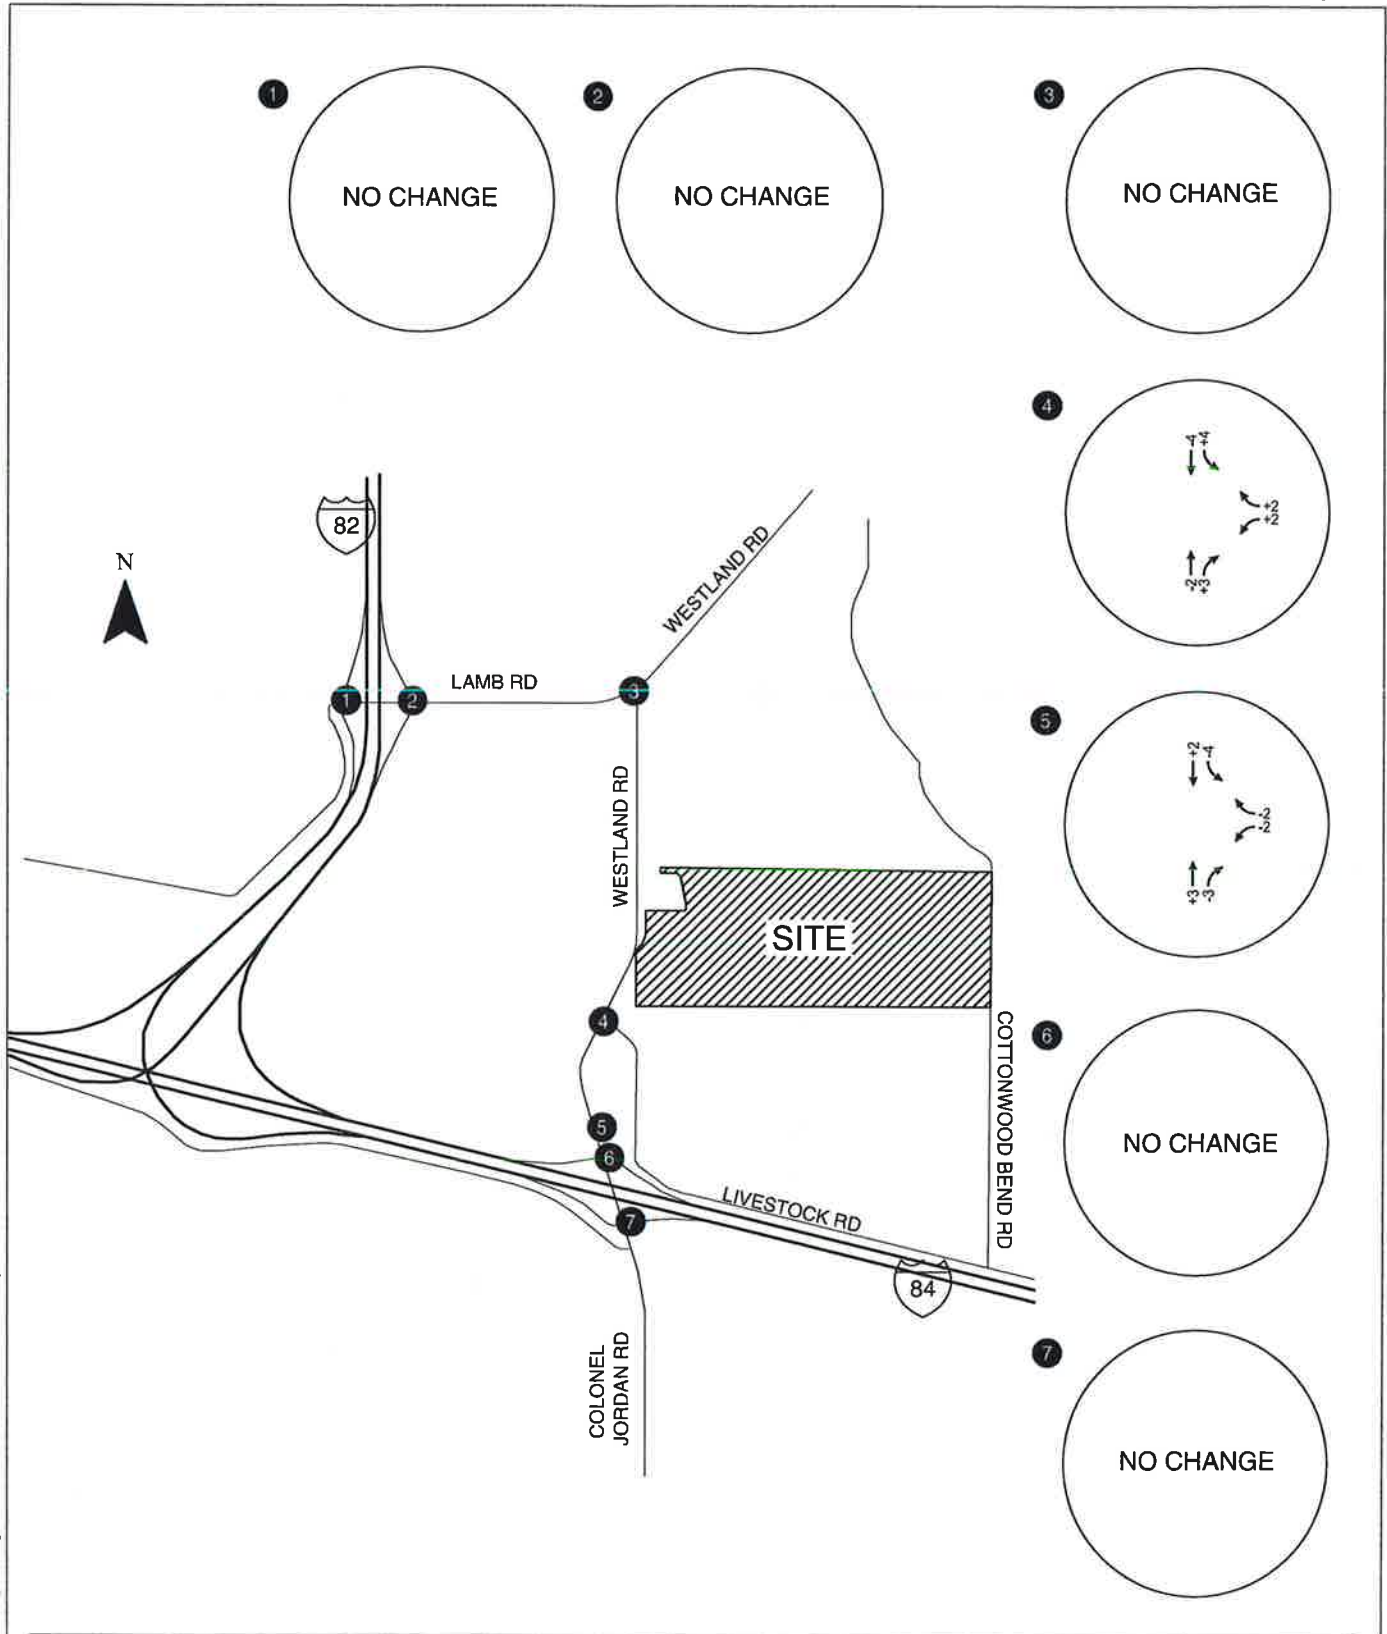 1
2
3
NO CHANGE
NO CHANGE
NO CHANGE
4
-4
+4
+2
+2
-2
+3
82
N
WESTLAND RD
LAMB RD
1
2
3
WESTLAND RD
5
+2
-4
-2
-2
+3
-3
SITE
4
COTTONWOOD BEND RD
6
NO CHANGE
5
6
LIVESTOCK RD
7
84
COLONEL
JORDAN RD
7
NO CHANGE